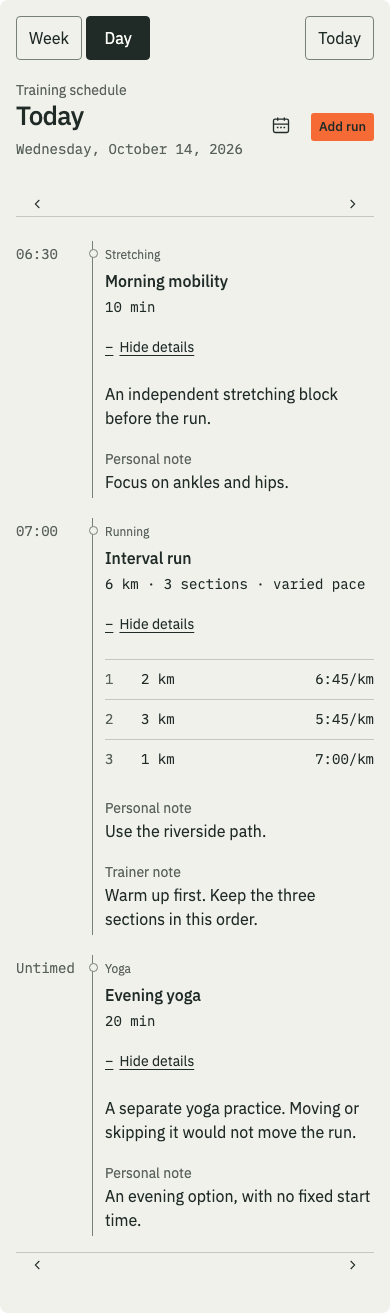 Week Day Today
Training schedule
Today
Add run
Wednesday, October 14, 2026
‹ ›
06:30 Stretching
Morning mobility
10 min
– Hide details
An independent stretching block
before the run.
Personal note
Focus on ankles and hips.
07:00 Running
Interval run
6 km · 3 sections · varied pace
– Hide details
1 2 km 6:45/km
2 3 km 5:45/km
3 1 km 7:00/km
Personal note
Use the riverside path.
Trainer note
Warm up first. Keep the three
sections in this order.
Untimed Yoga
Evening yoga
20 min
– Hide details
A separate yoga practice. Moving or
skipping it would not move the run.
Personal note
An evening option, with no fixed start
time.
‹ ›